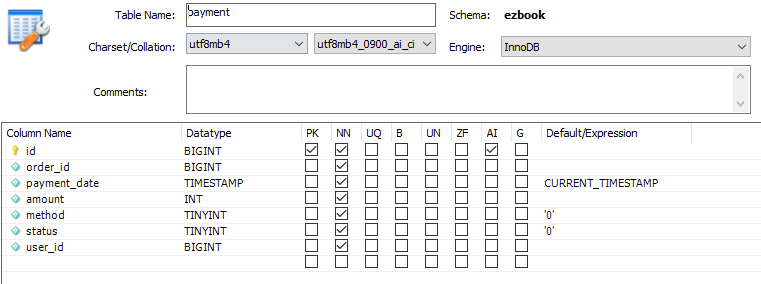 Table Name: payment Schema: ezbook
Charset/Collation: utf8mb4 utf8mb4_0900_ai_ci Engine: InnoDB
Comments:
Column Name Datatype PK NN UQ B UN ZF AI G Default/Expression
id BIGINT
order_id BIGINT
payment_date TIMESTAMP CURRENT_TIMESTAMP
amount INT
method TINYINT '0'
status TINYINT '0'
user_id BIGINT